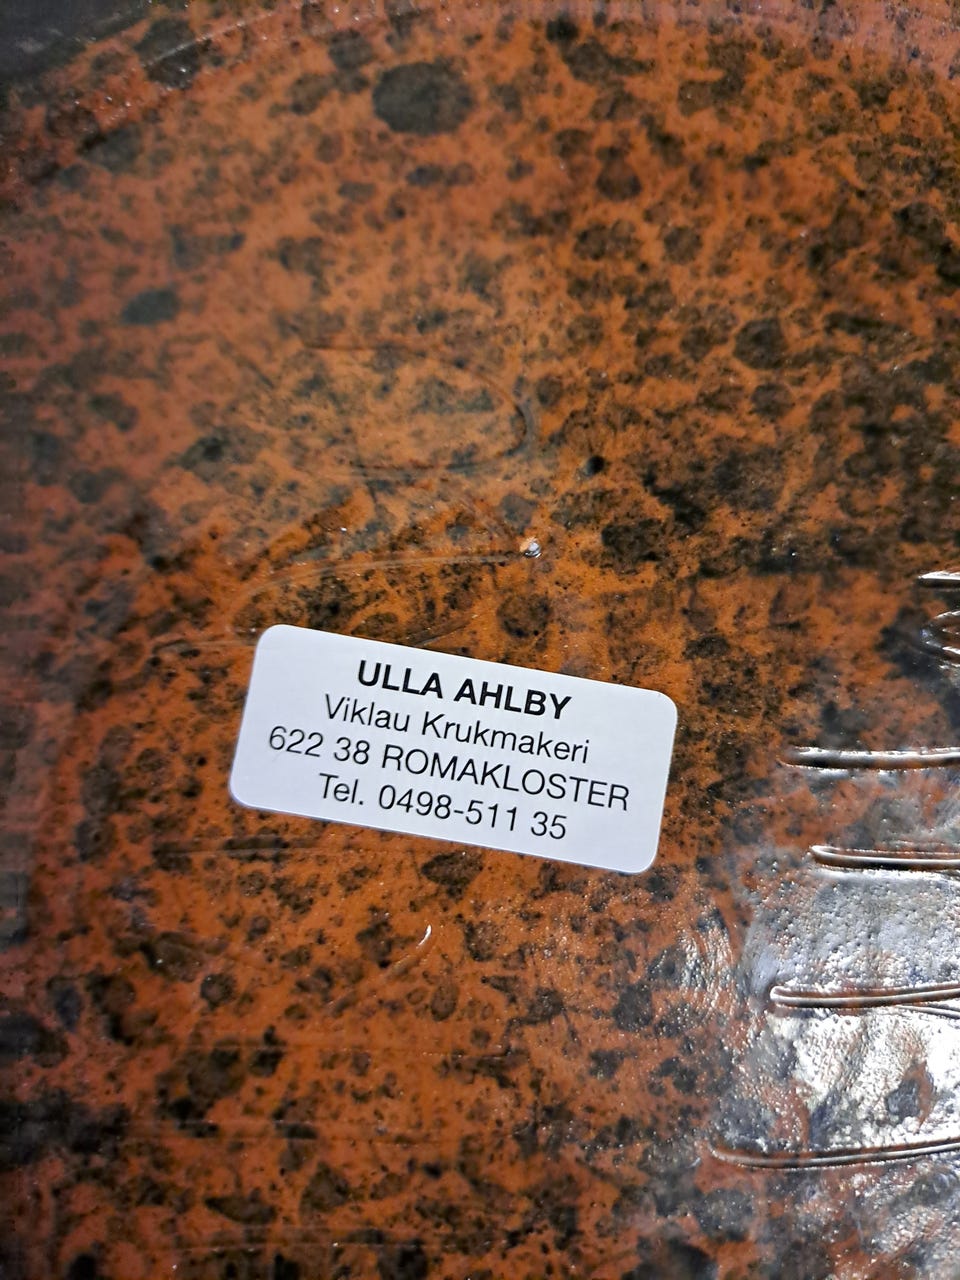 ULLA AHLBY
Viklau Krukmakeri
622 38 ROMAKLOSTER
Tel. 0498-511 35